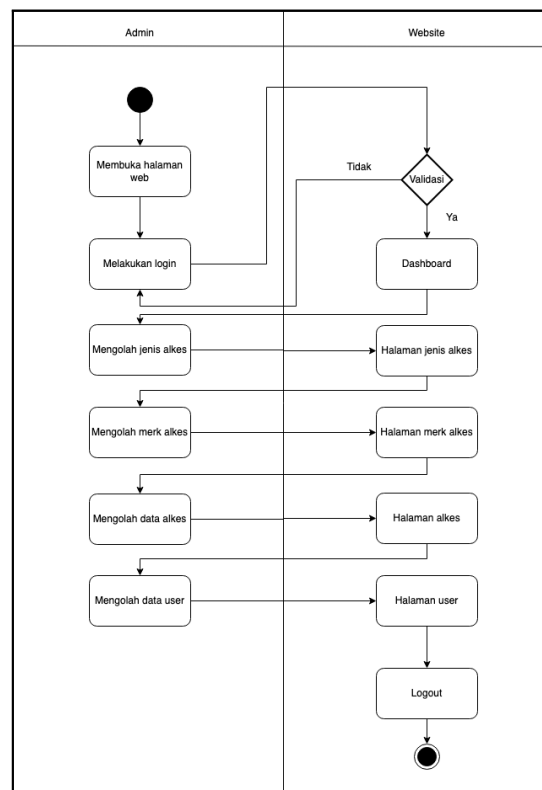 Admin
Website
Membuka halaman
web
Tidak
Validasi
Ya
Melakukan login
Dashboard
Mengolah jenis alkes
Halaman jenis alkes
Mengolah merk alkes
Halaman merk alkes
Mengolah data alkes
Halaman alkes
Mengolah data user
Halaman user
Logout